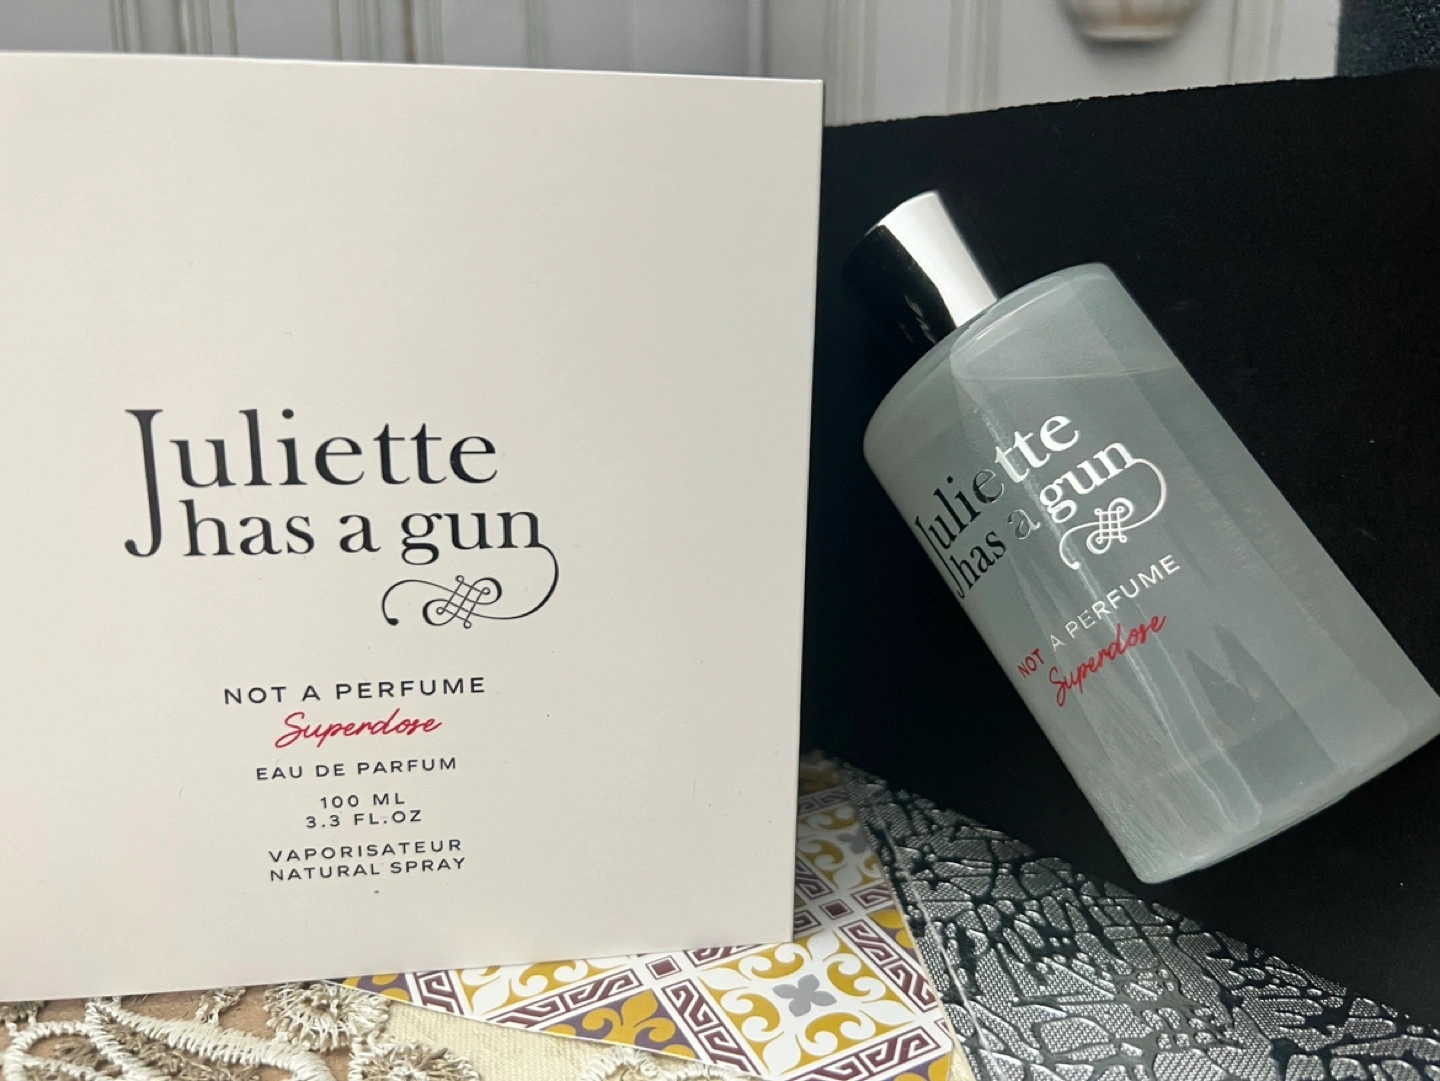 Juliette
has a gun
NOT A PERFUME
Superdose
EAU DE PARFUM
100 ML
3.3 FL.OZ
VAPORISATEUR
NATURAL SPRAY
Juliette
has a gun
NOT A PERFUME
Superdose